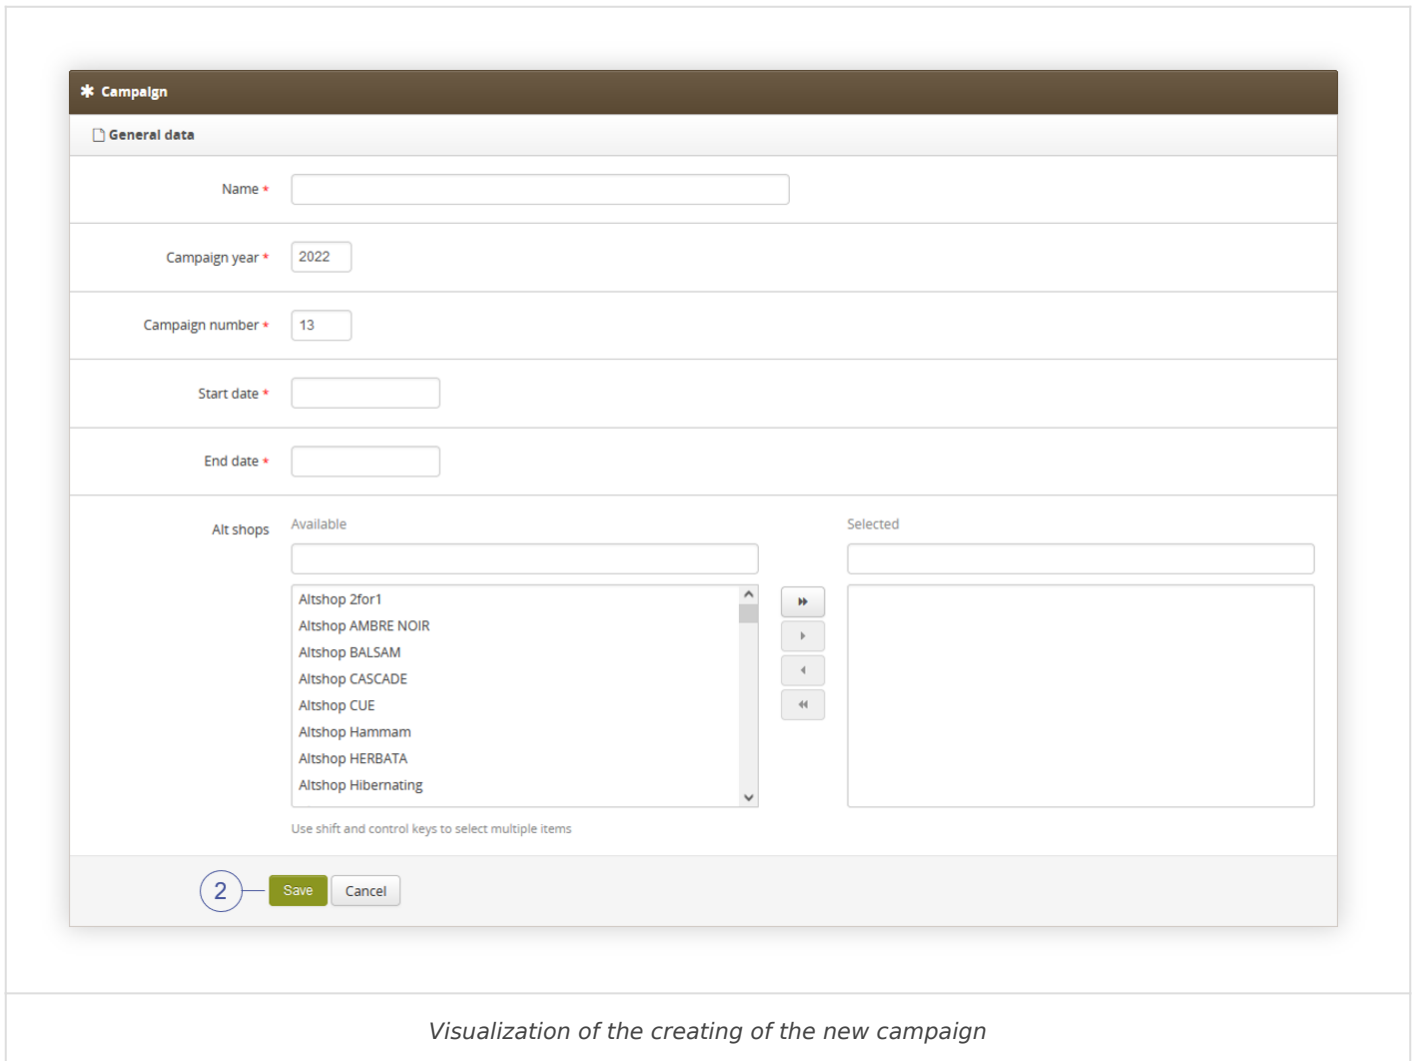 Campaign
General data
Name *
Campaign year * 2022
Campaign number * 13
Start date *
End date *
Alt shops Available Selected
Altshop 2for1
Altshop AMBRE NOIR
Altshop BALSAM
Altshop CASCADE
Altshop CUE
Altshop Hammam
Altshop HERBATA
Altshop Hibernating
Use shift and control keys to select multiple items
2 Save Cancel
Visualization of the creating of the new campaign